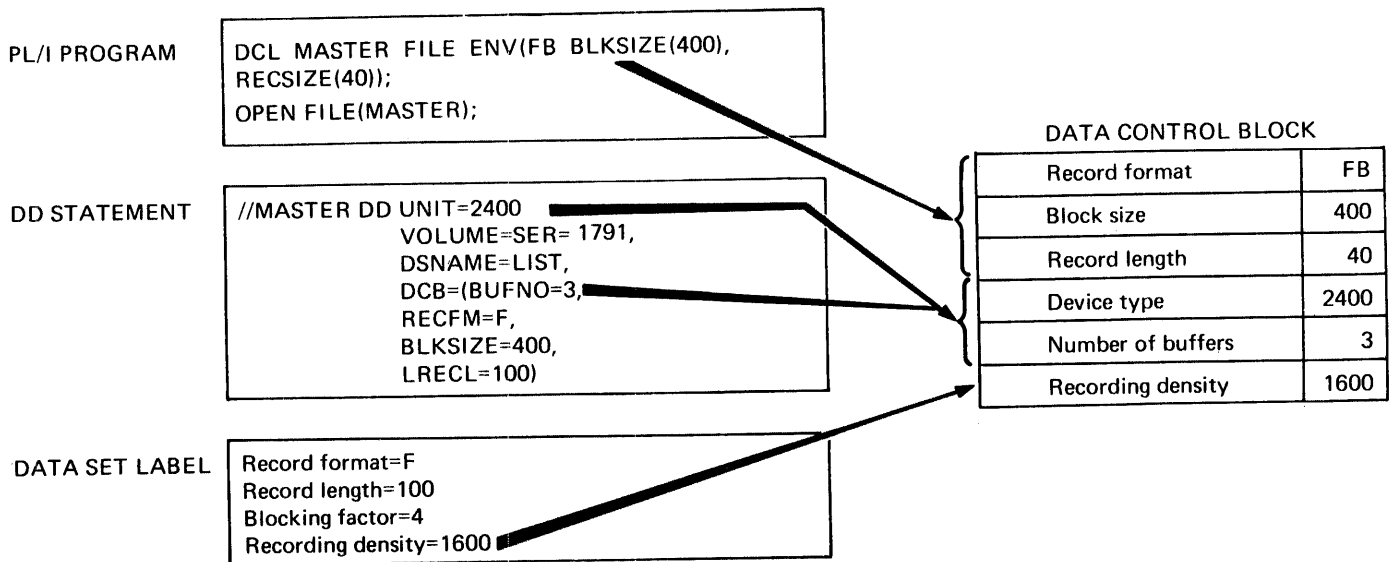 PL/I PROGRAM
DCL MASTER FILE ENV(FB BLKSIZE(400),
RECSIZE(40));
OPEN FILE(MASTER);
DD STATEMENT
//MASTER DD UNIT=2400
VOLUME=SER= 1791,
DSNAME=LIST,
DCB=(BUFNO=3,
RECFM=F,
BLKSIZE=400,
LRECL=100)
DATA SET LABEL
Record format=F
Record length=100
Blocking factor=4
Recording density=1600
DATA CONTROL BLOCK
Record format FB
Block size 400
Record length 40
Device type 2400
Number of buffers 3
Recording density 1600